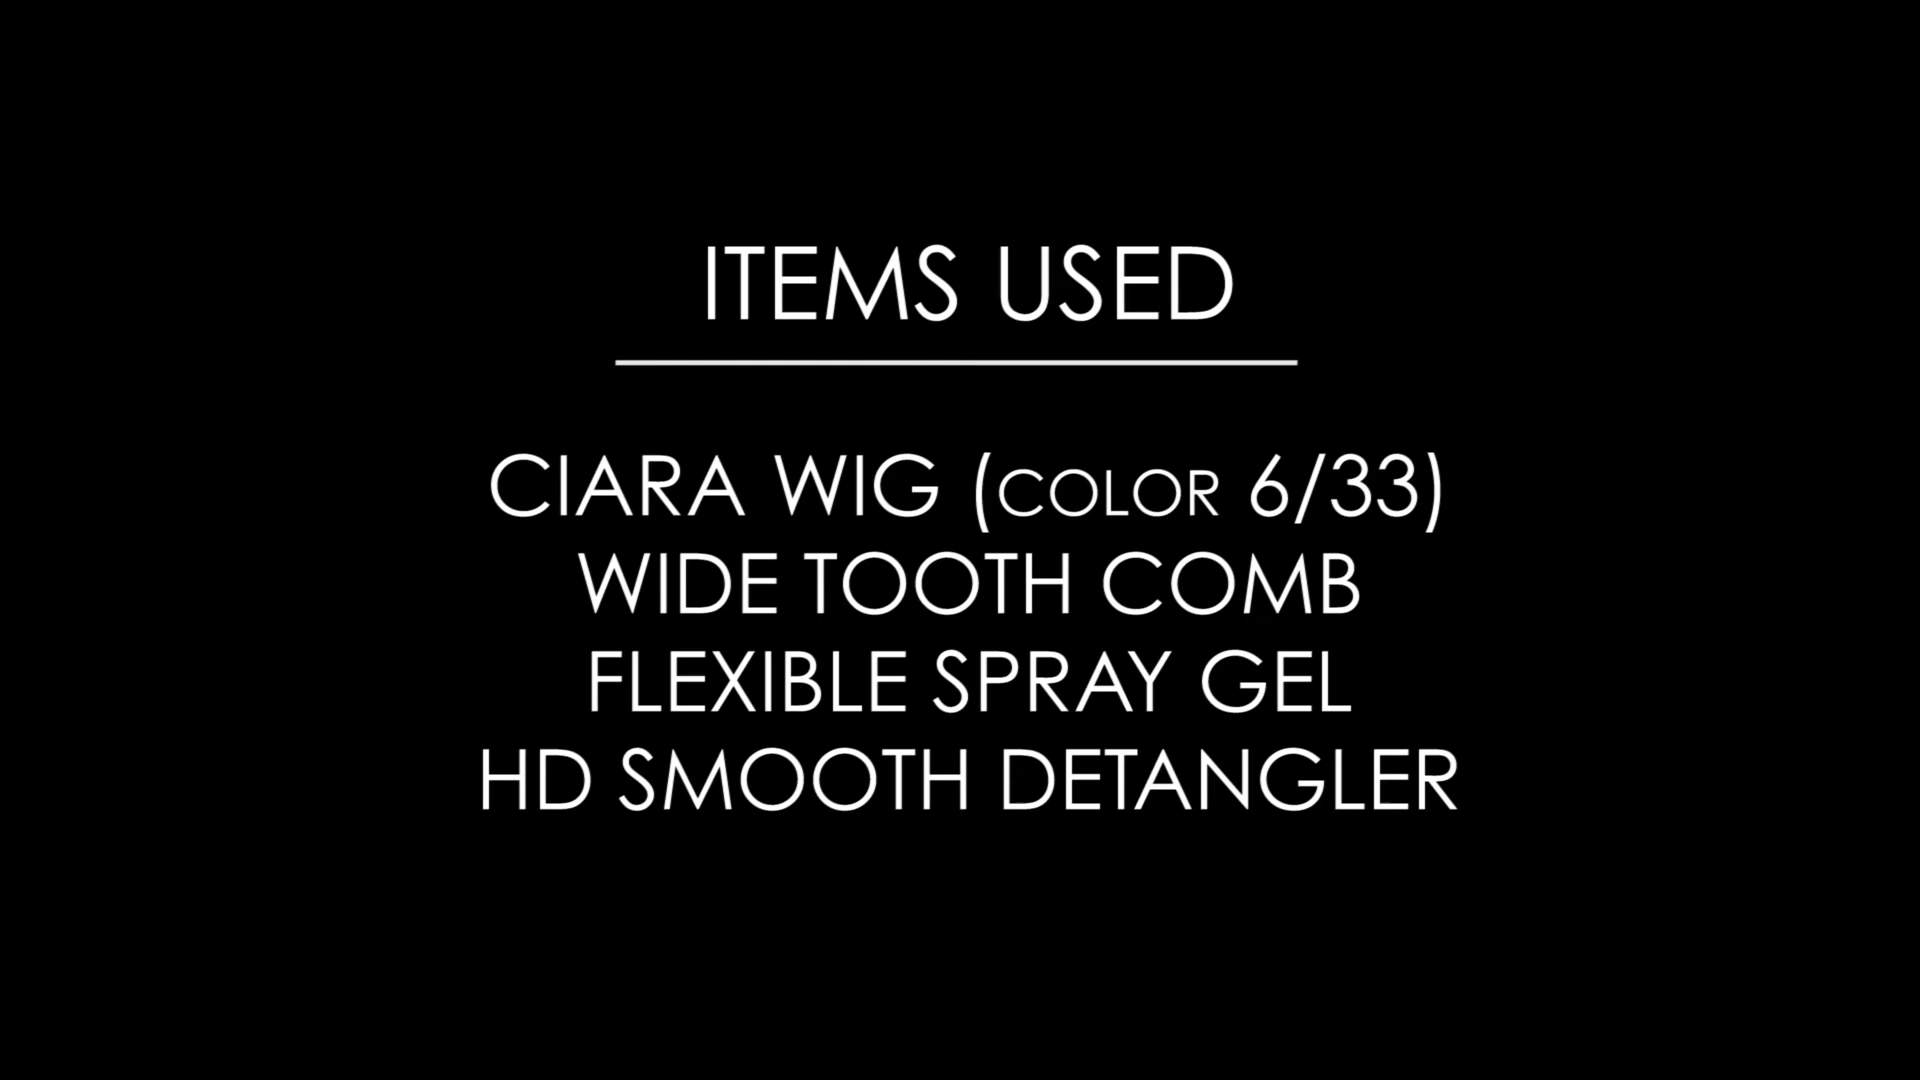 ITEMS USED
CIARA WIG (COLOR 6/33)
WIDE TOOTH COMB
FLEXIBLE SPRAY GEL
HD SMOOTH DETANGLER